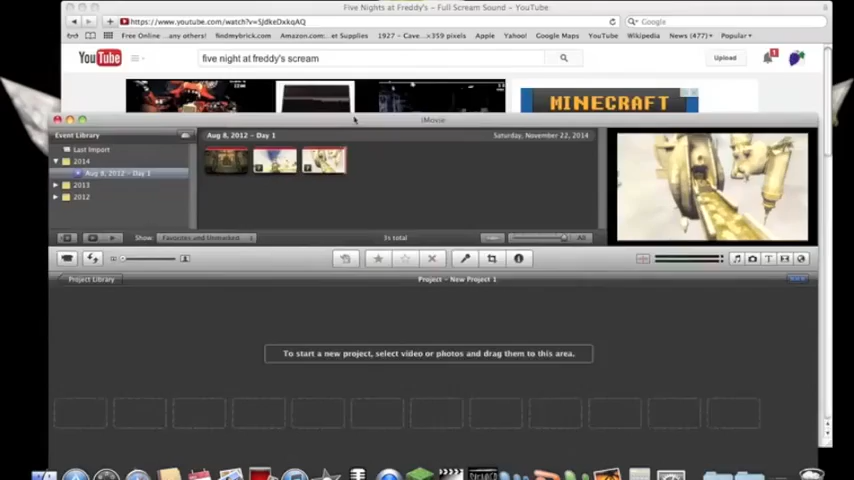 Five Nights at Freddy's - Full Scream Sound - YouTube
https://www.youtube.com/watch?v=SJdkeDxkqAQ
Google
Free Online ...any others!
findmybrick.com
Amazon.com...et Supplies
1927 - Cave...×359 pixels
Apple
Yahoo!
Google Maps
YouTube
Wikipedia
News (477)
Popular
YouTube
five night at freddy's scream
Upload
1
MINECRAFT
iMovie
Event Library
Aug 8, 2012 - Day 1
Saturday, November 22, 2014
Last Import
2014
Aug 8, 2012 - Day 1
2013
2012
Show:
Favorites and Unmarked
3s total
All
Project Library
Project - New Project 1
To start a new project, select video or photos and drag them to this area.